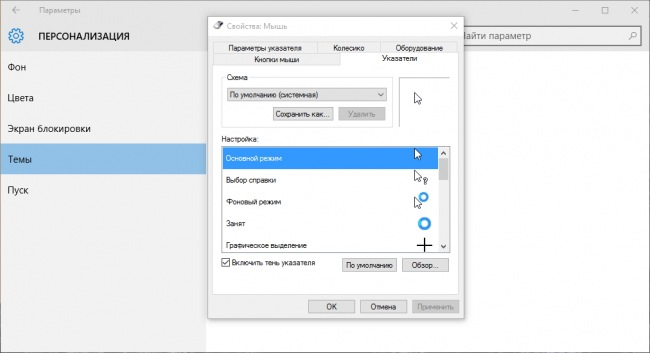 Параметры
ПЕРСОНАЛИЗАЦИЯ
Найти параметр
Фон
Цвета
Экран блокировки
Темы
Пуск
Свойства: Мышь
Параметры указателя
Колесико
Оборудование
Кнопки мыши
Указатели
Схема
По умолчанию (системная)
Сохранить как...
Удалить
Настройка:
Основной режим
Выбор справки
Фоновый режим
Занят
Графическое выделение
Включить тень указателя
По умолчанию
Обзор...
OK
Отмена
Применить